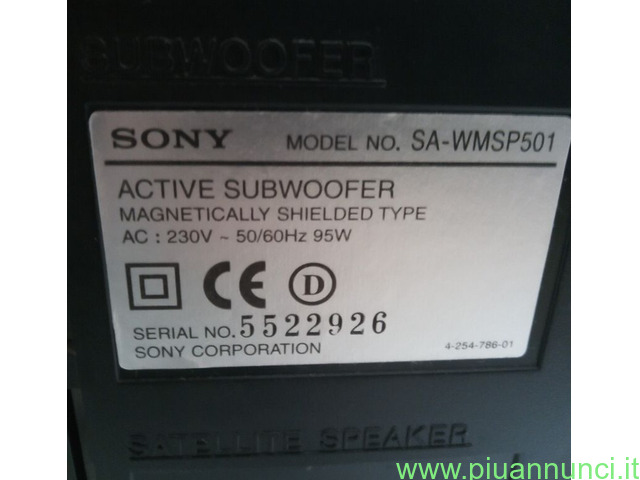 SUBWOOFER
SONY MODEL NO. SA-WMSP501
ACTIVE SUBWOOFER
MAGNETICALLY SHIELDED TYPE
AC : 230V ~ 50/60Hz 95W
CE D
SERIAL NO. 5522926
SONY CORPORATION 4-254-786-01
SATELLITE SPEAKER
www.piuannunci.it